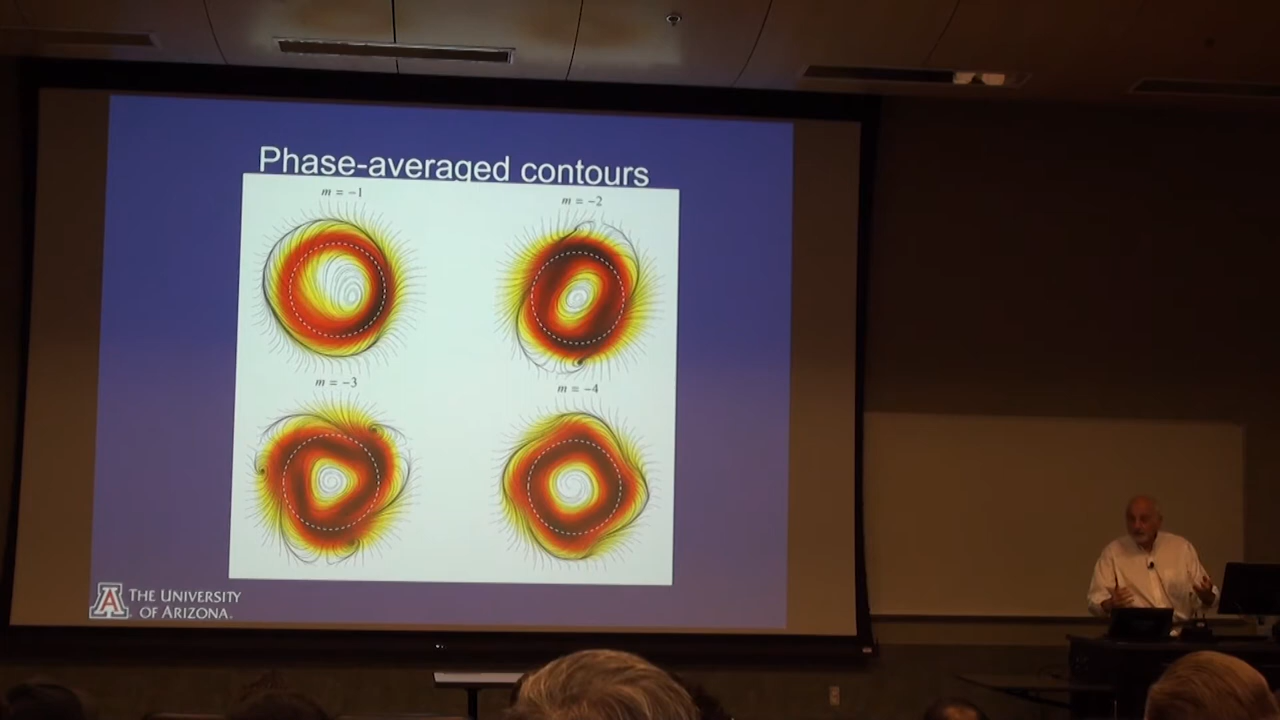 Phase-averaged contours
m = −1
m = −2
m = −3
m = −4
THE UNIVERSITY
OF ARIZONA.